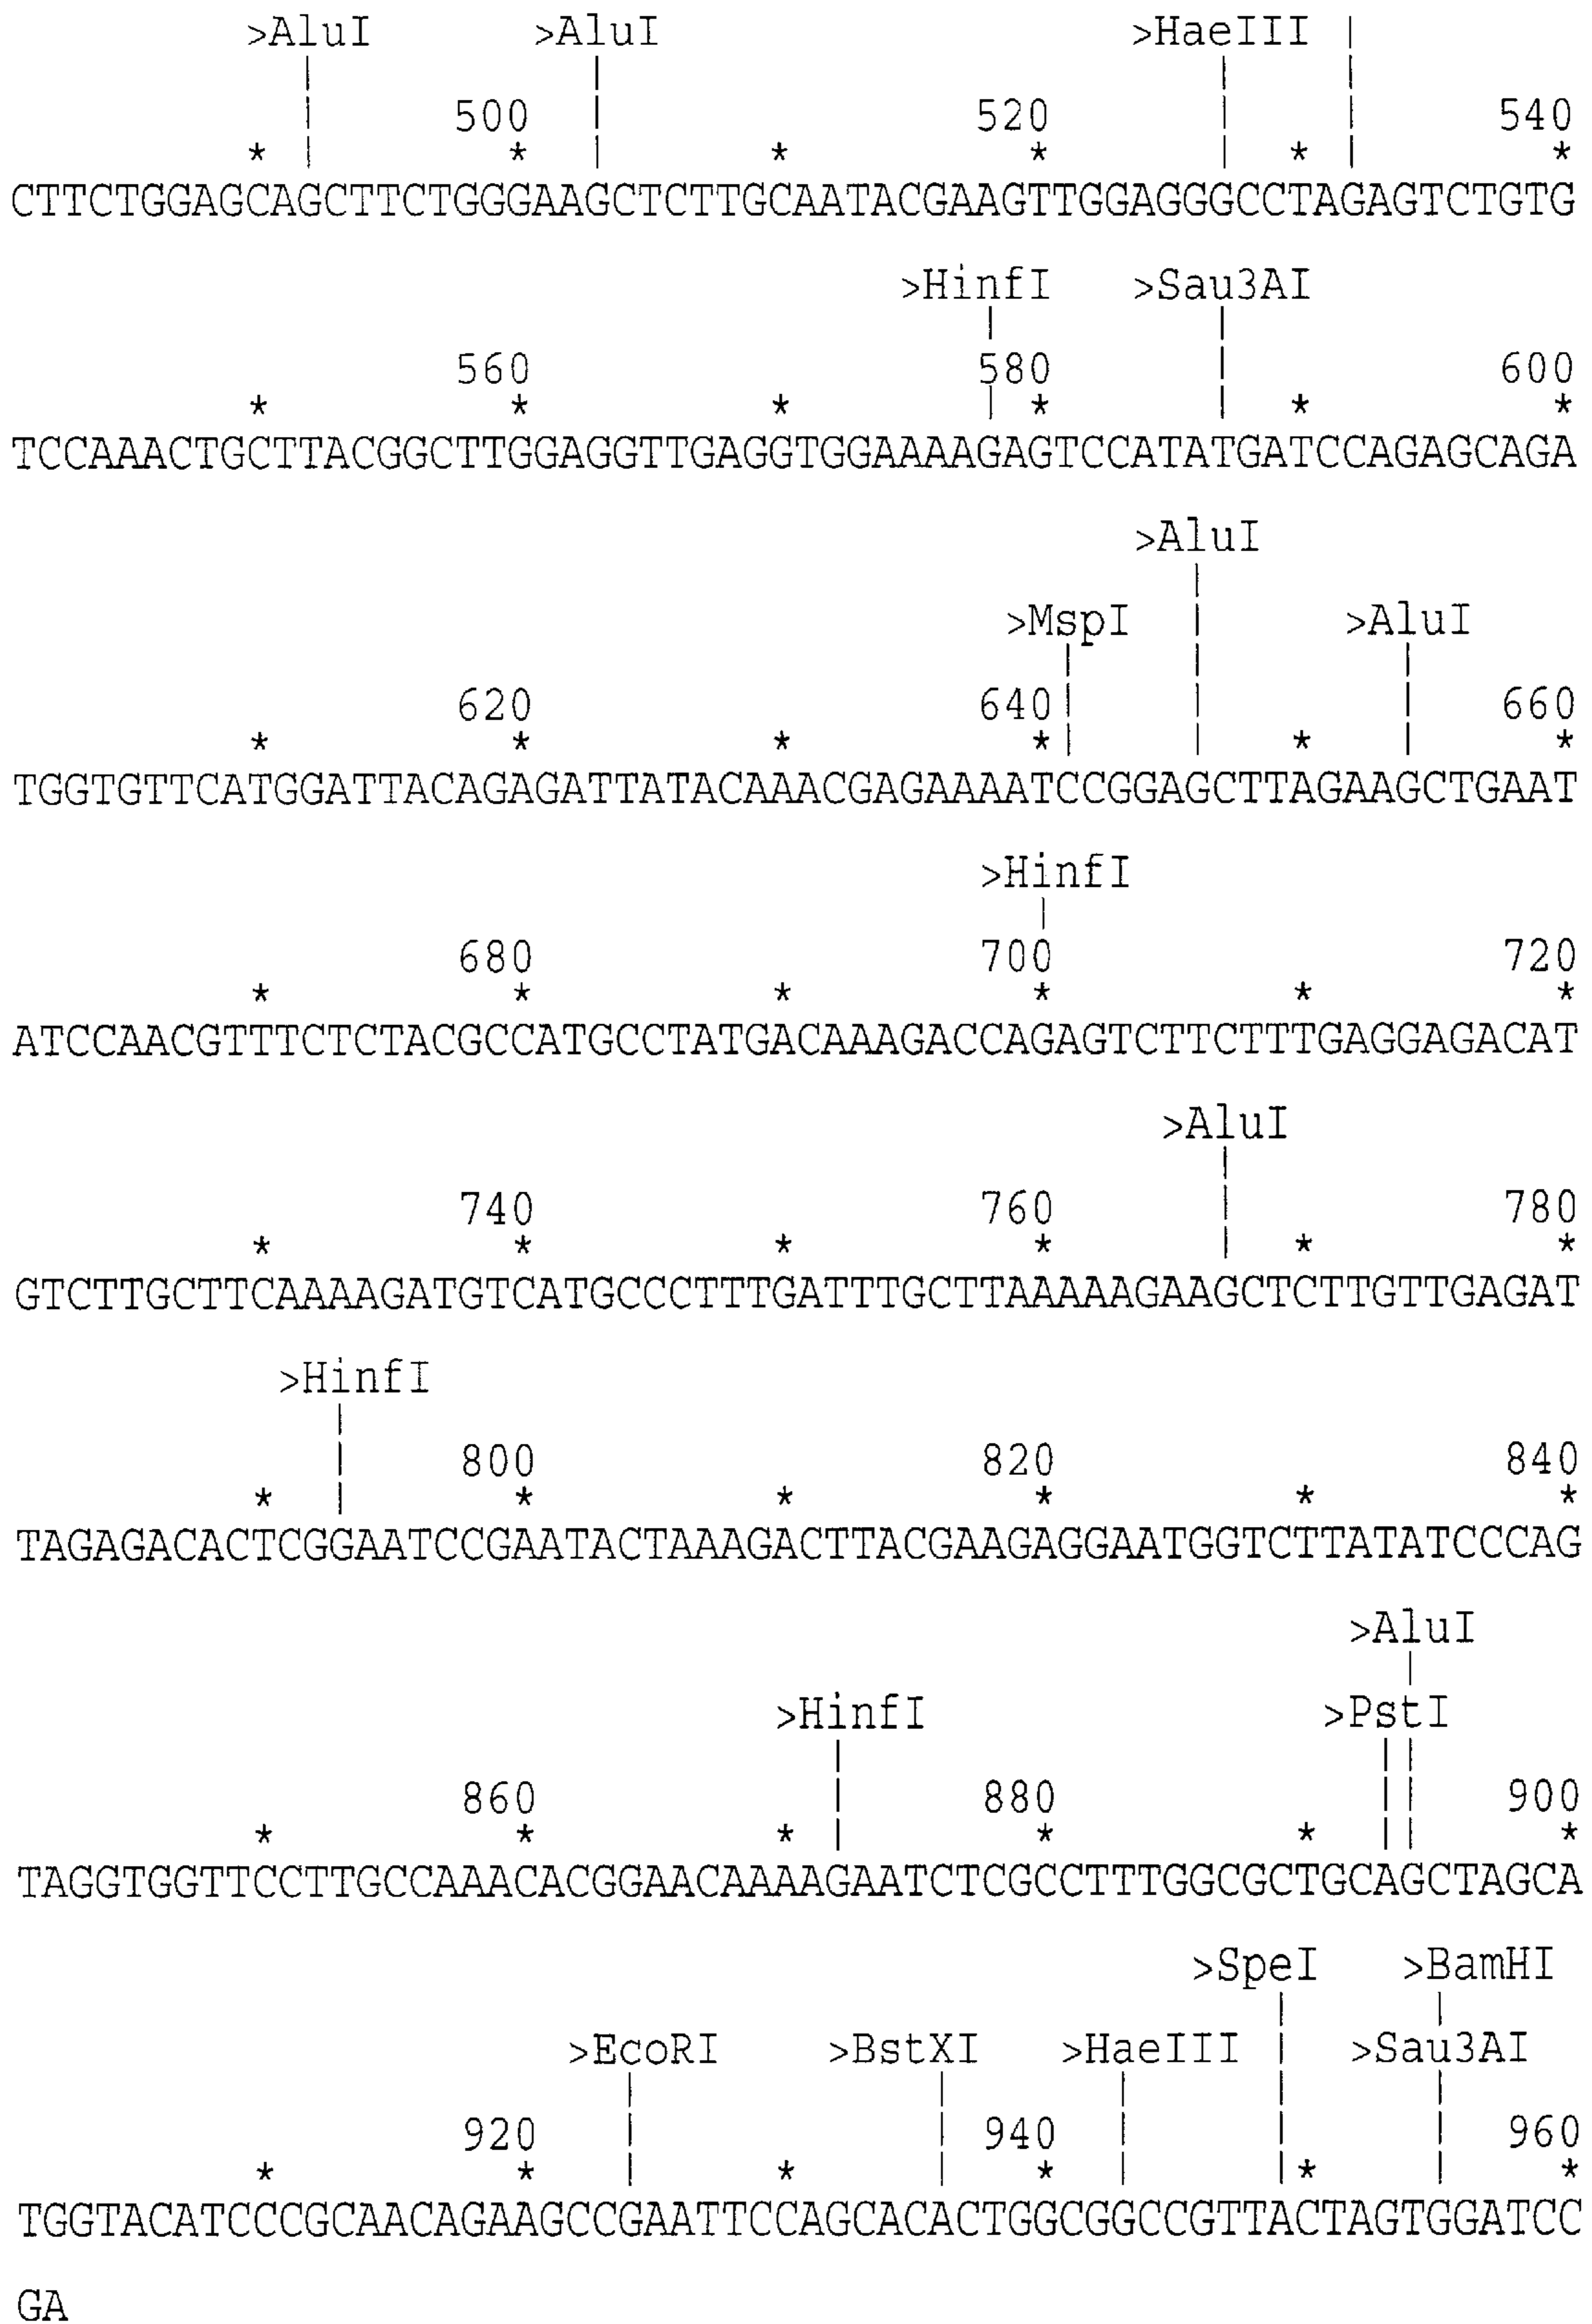 >AluI >AluI >HaeIII
500 520 540
* * * * * *
CTTCTGGAGCAGCTTCTGGGAAGCTCTTGCAATACGAAGTTGGAGGGCCTAGAGTCTGTG
>HinfI >Sau3AI
560 580 600
* * * * * *
TCCAAACTGCTTACGGCTTGGAGGTTGAGGTGGAAAAGAGTCCATATGATCCAGAGCAGA
>AluI
>MspI >AluI
620 640 660
* * * * * *
TGGTGTTCATGGATTACAGAGATTATACAAACGAGAAAATCCGGAGCTTAGAAGCTGAAT
>HinfI
680 700 720
* * * * * *
ATCCAACGTTTCTCTACGCCATGCCTATGACAAAGACCAGAGTCTTCTTTGAGGAGACAT
>AluI
740 760 780
* * * * * *
GTCTTGCTTCAAAAGATGTCATGCCCTTTGATTTGCTTAAAAAGAAGCTCTTGTTGAGAT
>HinfI
800 820 840
* * * * * *
TAGAGACACTCGGAATCCGAATACTAAAGACTTACGAAGAGGAATGGTCTTATATCCCAG
>AluI
>HinfI >PstI
860 880 900
* * * * * *
TAGGTGGTTCCTTGCCAAACACGGAACAAAAGAATCTCGCCTTTGGCGCTGCAGCTAGCA
>SpeI >BamHI
>EcoRI >BstXI >HaeIII >Sau3AI
920 940 960
* * * * * *
TGGTACATCCCCGCAACAGAAGCCGAATTCCAGCACACTGGCGGCCGTTACTAGTGGATCC
GA